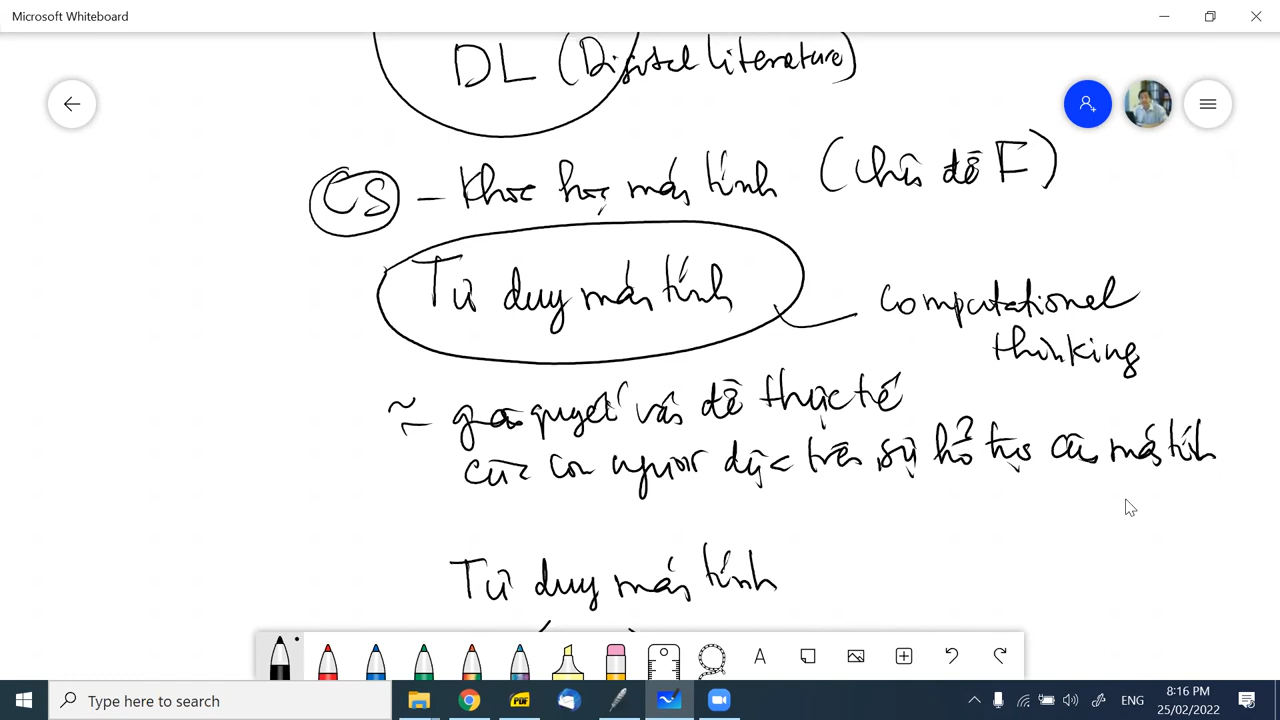 Microsoft Whiteboard
DL (Digital literature)
CS – Khoa học máy tính (Chủ đề F)
Tư duy máy tính
computational
thinking
≈ giải quyết vấn đề thực tế
của con người dựa trên sự hỗ trợ của máy tính
Tư duy máy tính
Type here to search
PDF
ENG
8:16 PM
25/02/2022